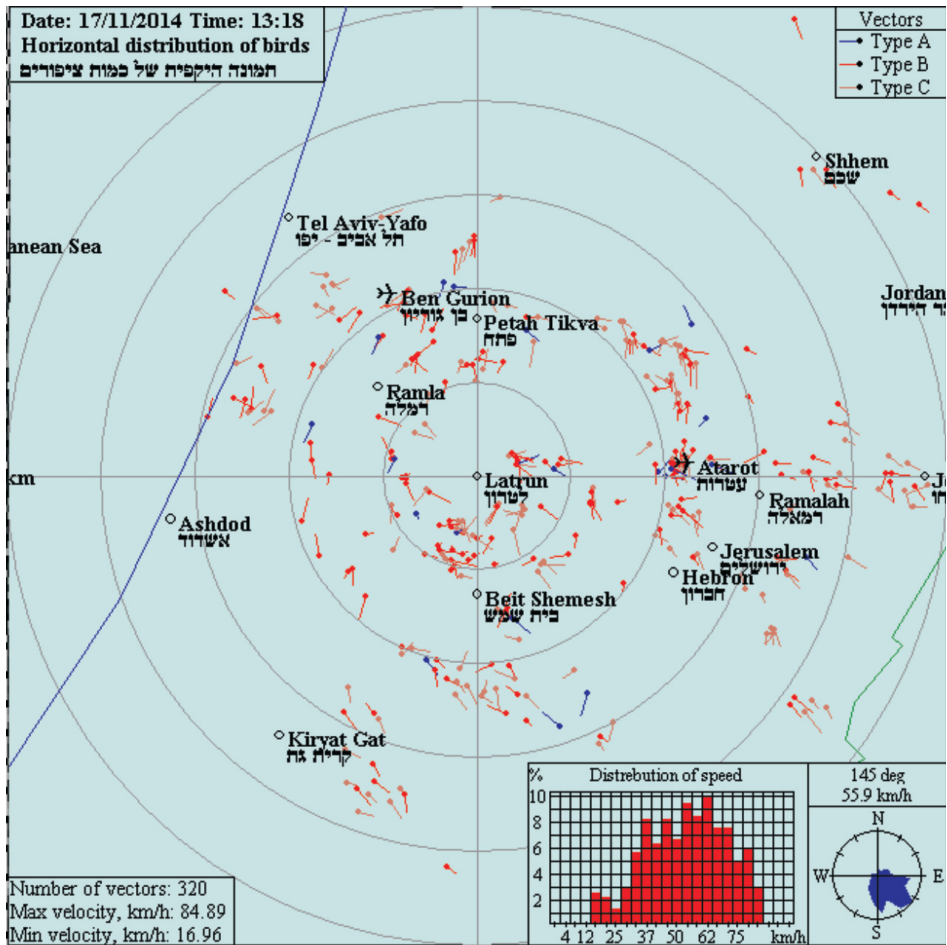 Date: 17/11/2014 Time: 13:18
Horizontal distribution of birds
תמונה היקפית של כמות ציפורים
Vectors
Type A
Type B
Type C
Shhem
שכם
Tel Aviv-Yafo
תל אביב - יפו
anean Sea
Ben Gurion
בן גוריון
Jordan
הר הירדן
Petah Tikva
פתח
Ramla
רמלה
km
Latrun
לטרון
Atarot
עטרות
Ramalah
רמאלה
Ashdod
אשדוד
Jerusalem
ירושלים
Hebron
חברון
Beit Shemesh
בית שמש
Kiryat Gat
קרית גת
% Distrebution of speed
10
8
6
4
2
4 12 25 37 50 62 75 km/h
145 deg
55.9 km/h
N
W E
S
Number of vectors: 320
Max velocity, km/h: 84.89
Min velocity, km/h: 16.96